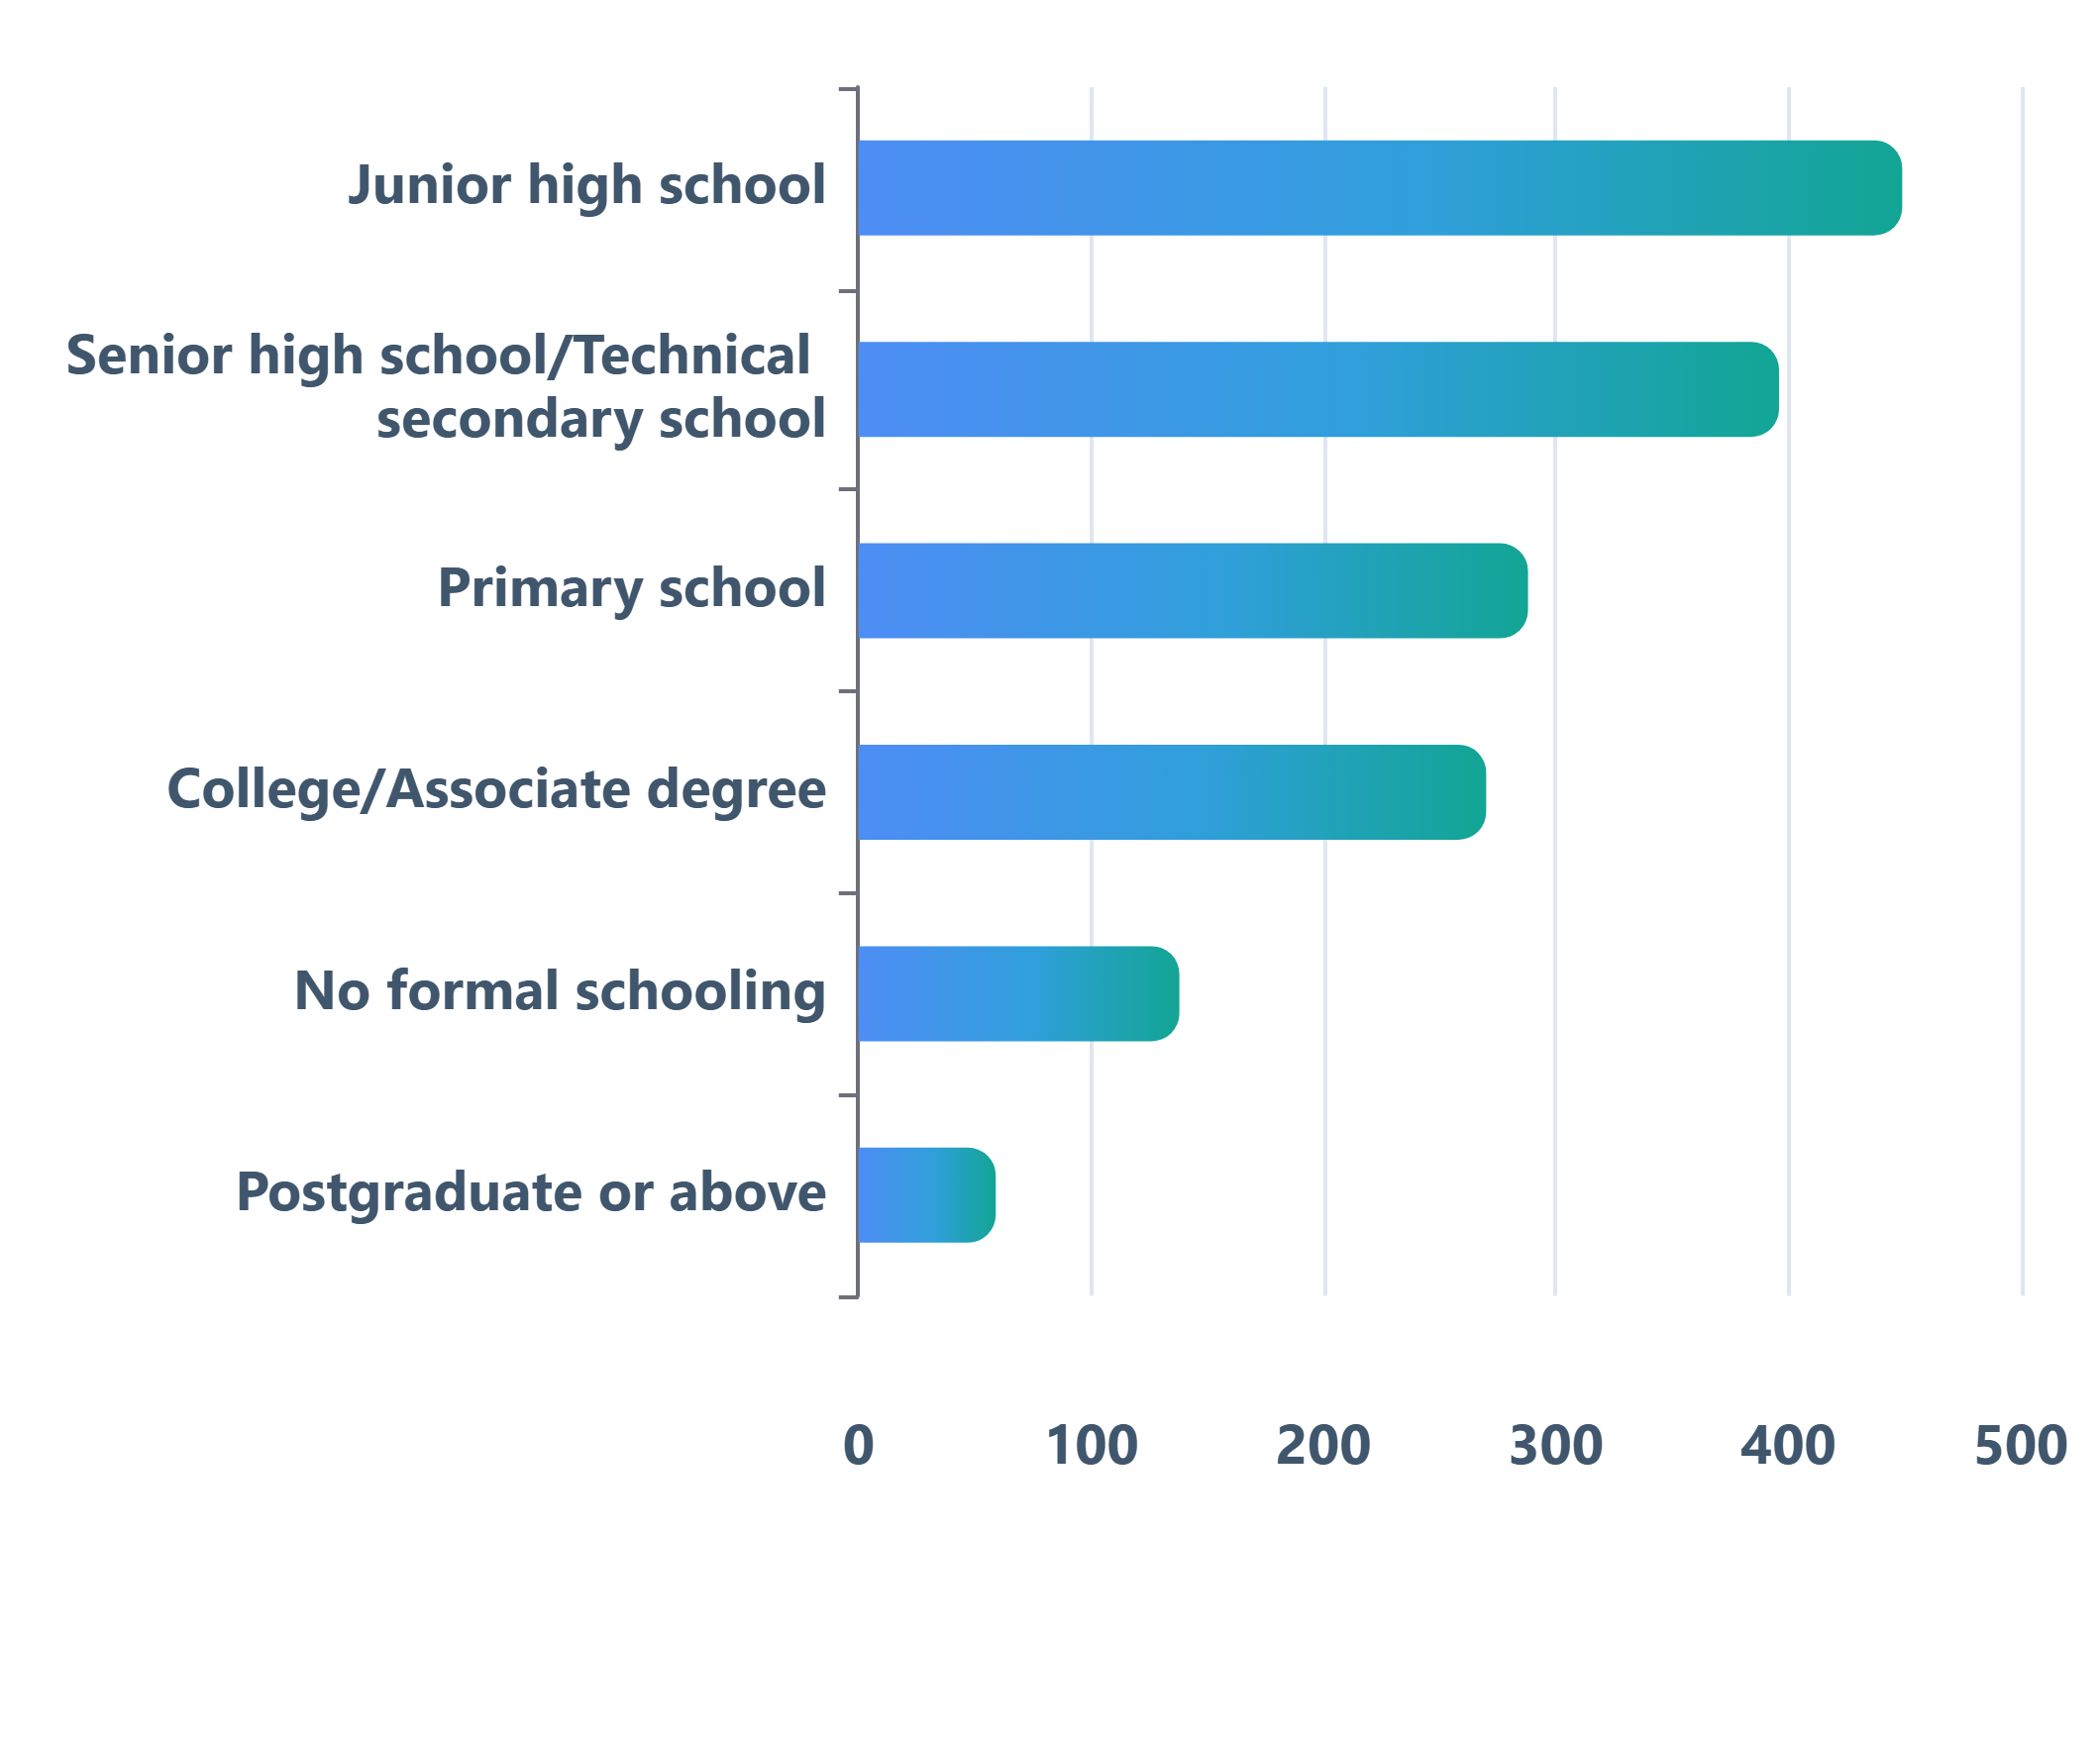 Junior high school
Senior high school/Technical
secondary school
Primary school
College/Associate degree
No formal schooling
Postgraduate or above
0 100 200 300 400 500